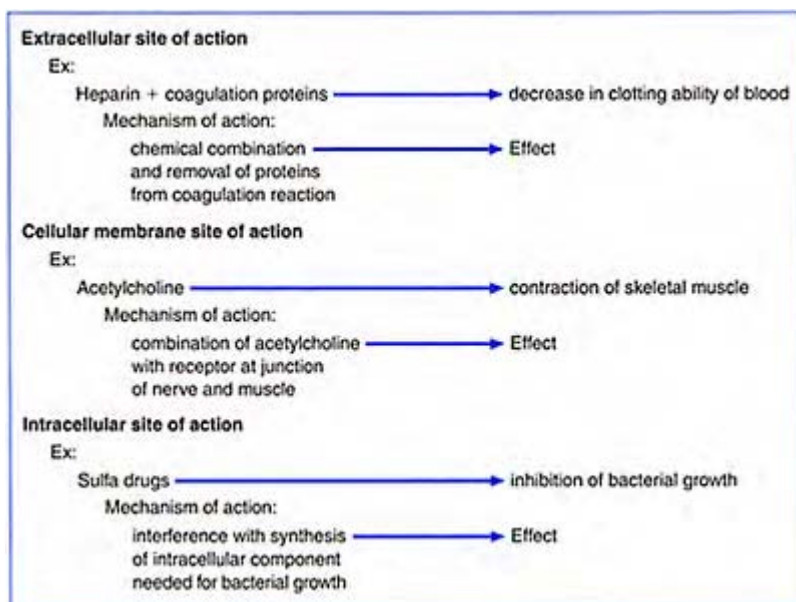 Extracellular site of action
Ex:
Heparin + coagulation proteins decrease in clotting ability of blood
Mechanism of action:
chemical combination Effect
and removal of proteins
from coagulation reaction
Cellular membrane site of action
Ex:
Acetylcholine contraction of skeletal muscle
Mechanism of action:
combination of acetylcholine Effect
with receptor at junction
of nerve and muscle
Intracellular site of action
Ex:
Sulfa drugs inhibition of bacterial growth
Mechanism of action:
interference with synthesis Effect
of intracellular component
needed for bacterial growth